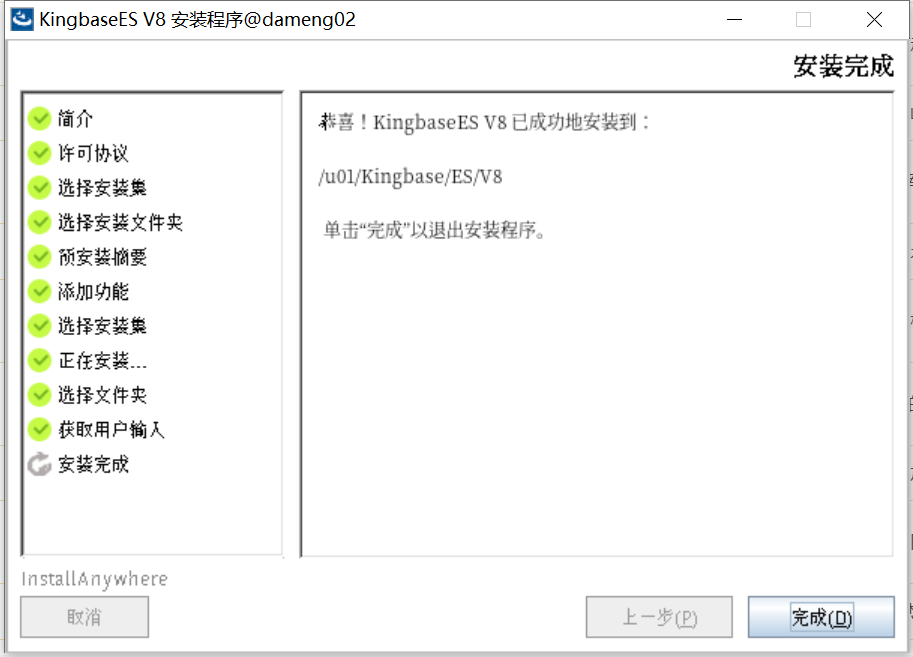 KingbaseES V8 安装程序@dameng02
安装完成
简介
许可协议
选择安装集
选择安装文件夹
预安装摘要
添加功能
选择安装集
正在安装...
选择文件夹
获取用户输入
安装完成
恭喜！KingbaseES V8 已成功地安装到：
/u01/Kingbase/ES/V8
单击“完成”以退出安装程序。
InstallAnywhere
取消
上一步(P)
完成(D)